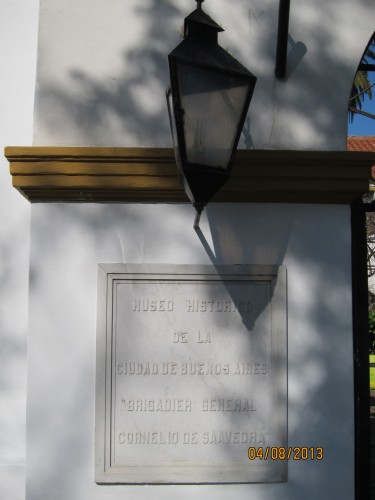 MUSEO HISTORICO
DE LA
CIUDAD DE BUENOS AIRES
"BRIGADIER GENERAL
CORNELIO DE SAAVEDRA"
04/08/2013